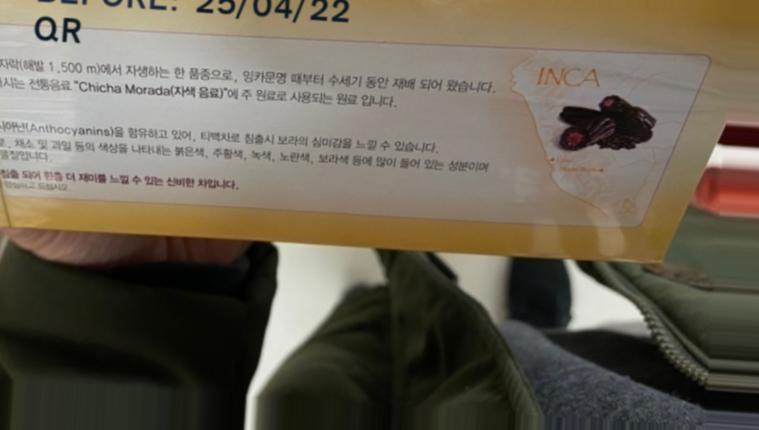 BEFORE: 25/04/22
QR
자락(해발 1,500 m)에서 자생하는 한 품종으로, 잉카문명 때부터 수세기 동안 재배 되어 왔습니다.
시는 전통음료 "Chicha Morada(자색 음료)"에 주 원료로 사용되는 원료 입니다.
(Anthocyanins)을 함유하고 있어, 티백차로 침출시 보라의 심미감을 느낄 수 있습니다.
채소 및 과일 등의 색상을 나타내는 붉은색, 주황색, 녹색, 노란색, 보라색 등에 많이 들어 있는 성분이며
물질입니다.
침출 되어 한층 더 재미를 느낄 수 있는 신비한 차입니다.
INCA